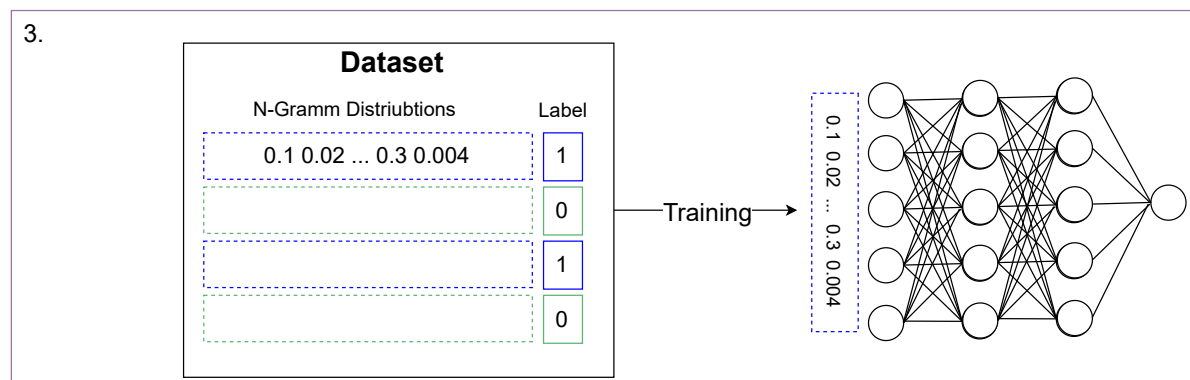 3.
Dataset
N-Gramm Distriubtions Label
0.1 0.02 ... 0.3 0.004 1
0
1
0
Training
0.1 0.02 ... 0.3 0.004